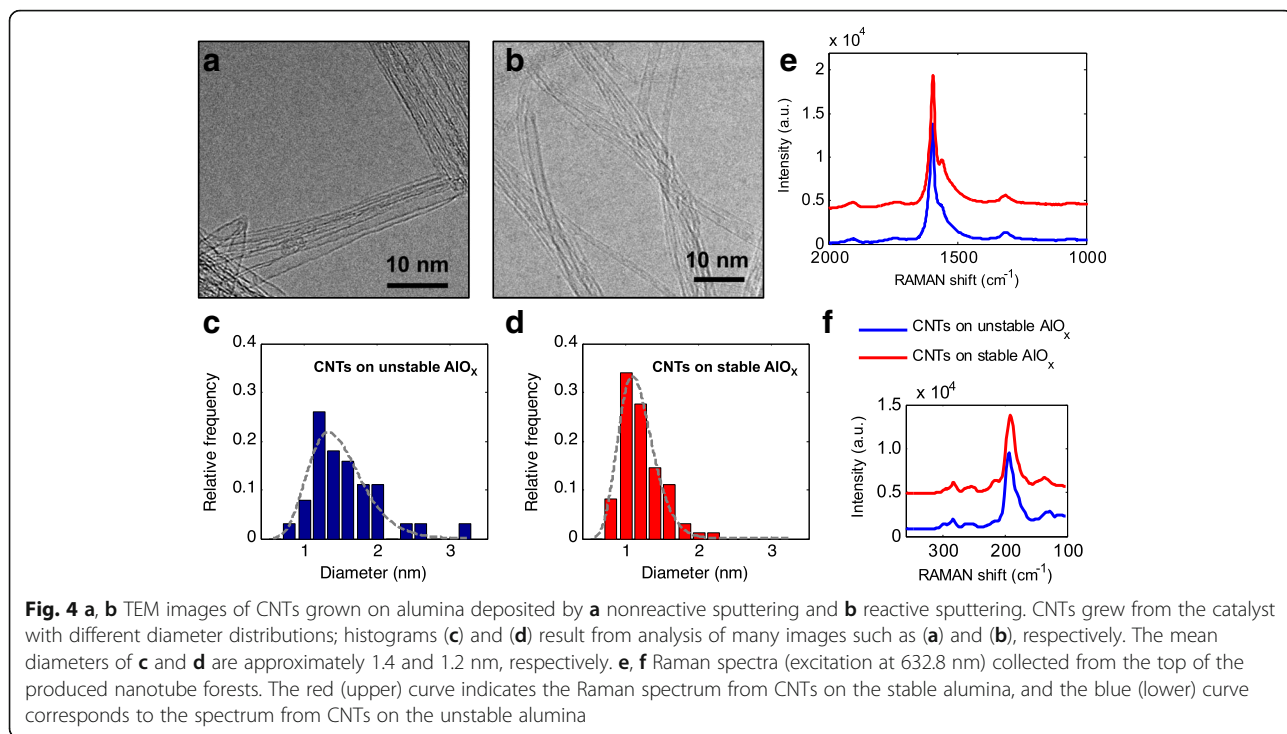 a
10 nm
b
10 nm
e
x 10⁴
2
1.5
1
0.5
0
Intensity (a.u.)
2000 1500 1000
RAMAN shift (cm⁻¹)
c
CNTs on unstable AlOₓ
0.4
0.3
0.2
0.1
0
Relative frequency
1 2 3
Diameter (nm)
d
CNTs on stable AlOₓ
0.4
0.3
0.2
0.1
0
Relative frequency
1 2 3
Diameter (nm)
f
CNTs on unstable AlOₓ
CNTs on stable AlOₓ
x 10⁴
1.5
1
0.5
0
Intensity (a.u.)
300 200 100
RAMAN shift (cm⁻¹)
Fig. 4 a, b TEM images of CNTs grown on alumina deposited by a nonreactive sputtering and b reactive sputtering. CNTs grew from the catalyst
with different diameter distributions; histograms (c) and (d) result from analysis of many images such as (a) and (b), respectively. The mean
diameters of c and d are approximately 1.4 and 1.2 nm, respectively. e, f Raman spectra (excitation at 632.8 nm) collected from the top of the
produced nanotube forests. The red (upper) curve indicates the Raman spectrum from CNTs on the stable alumina, and the blue (lower) curve
corresponds to the spectrum from CNTs on the unstable alumina